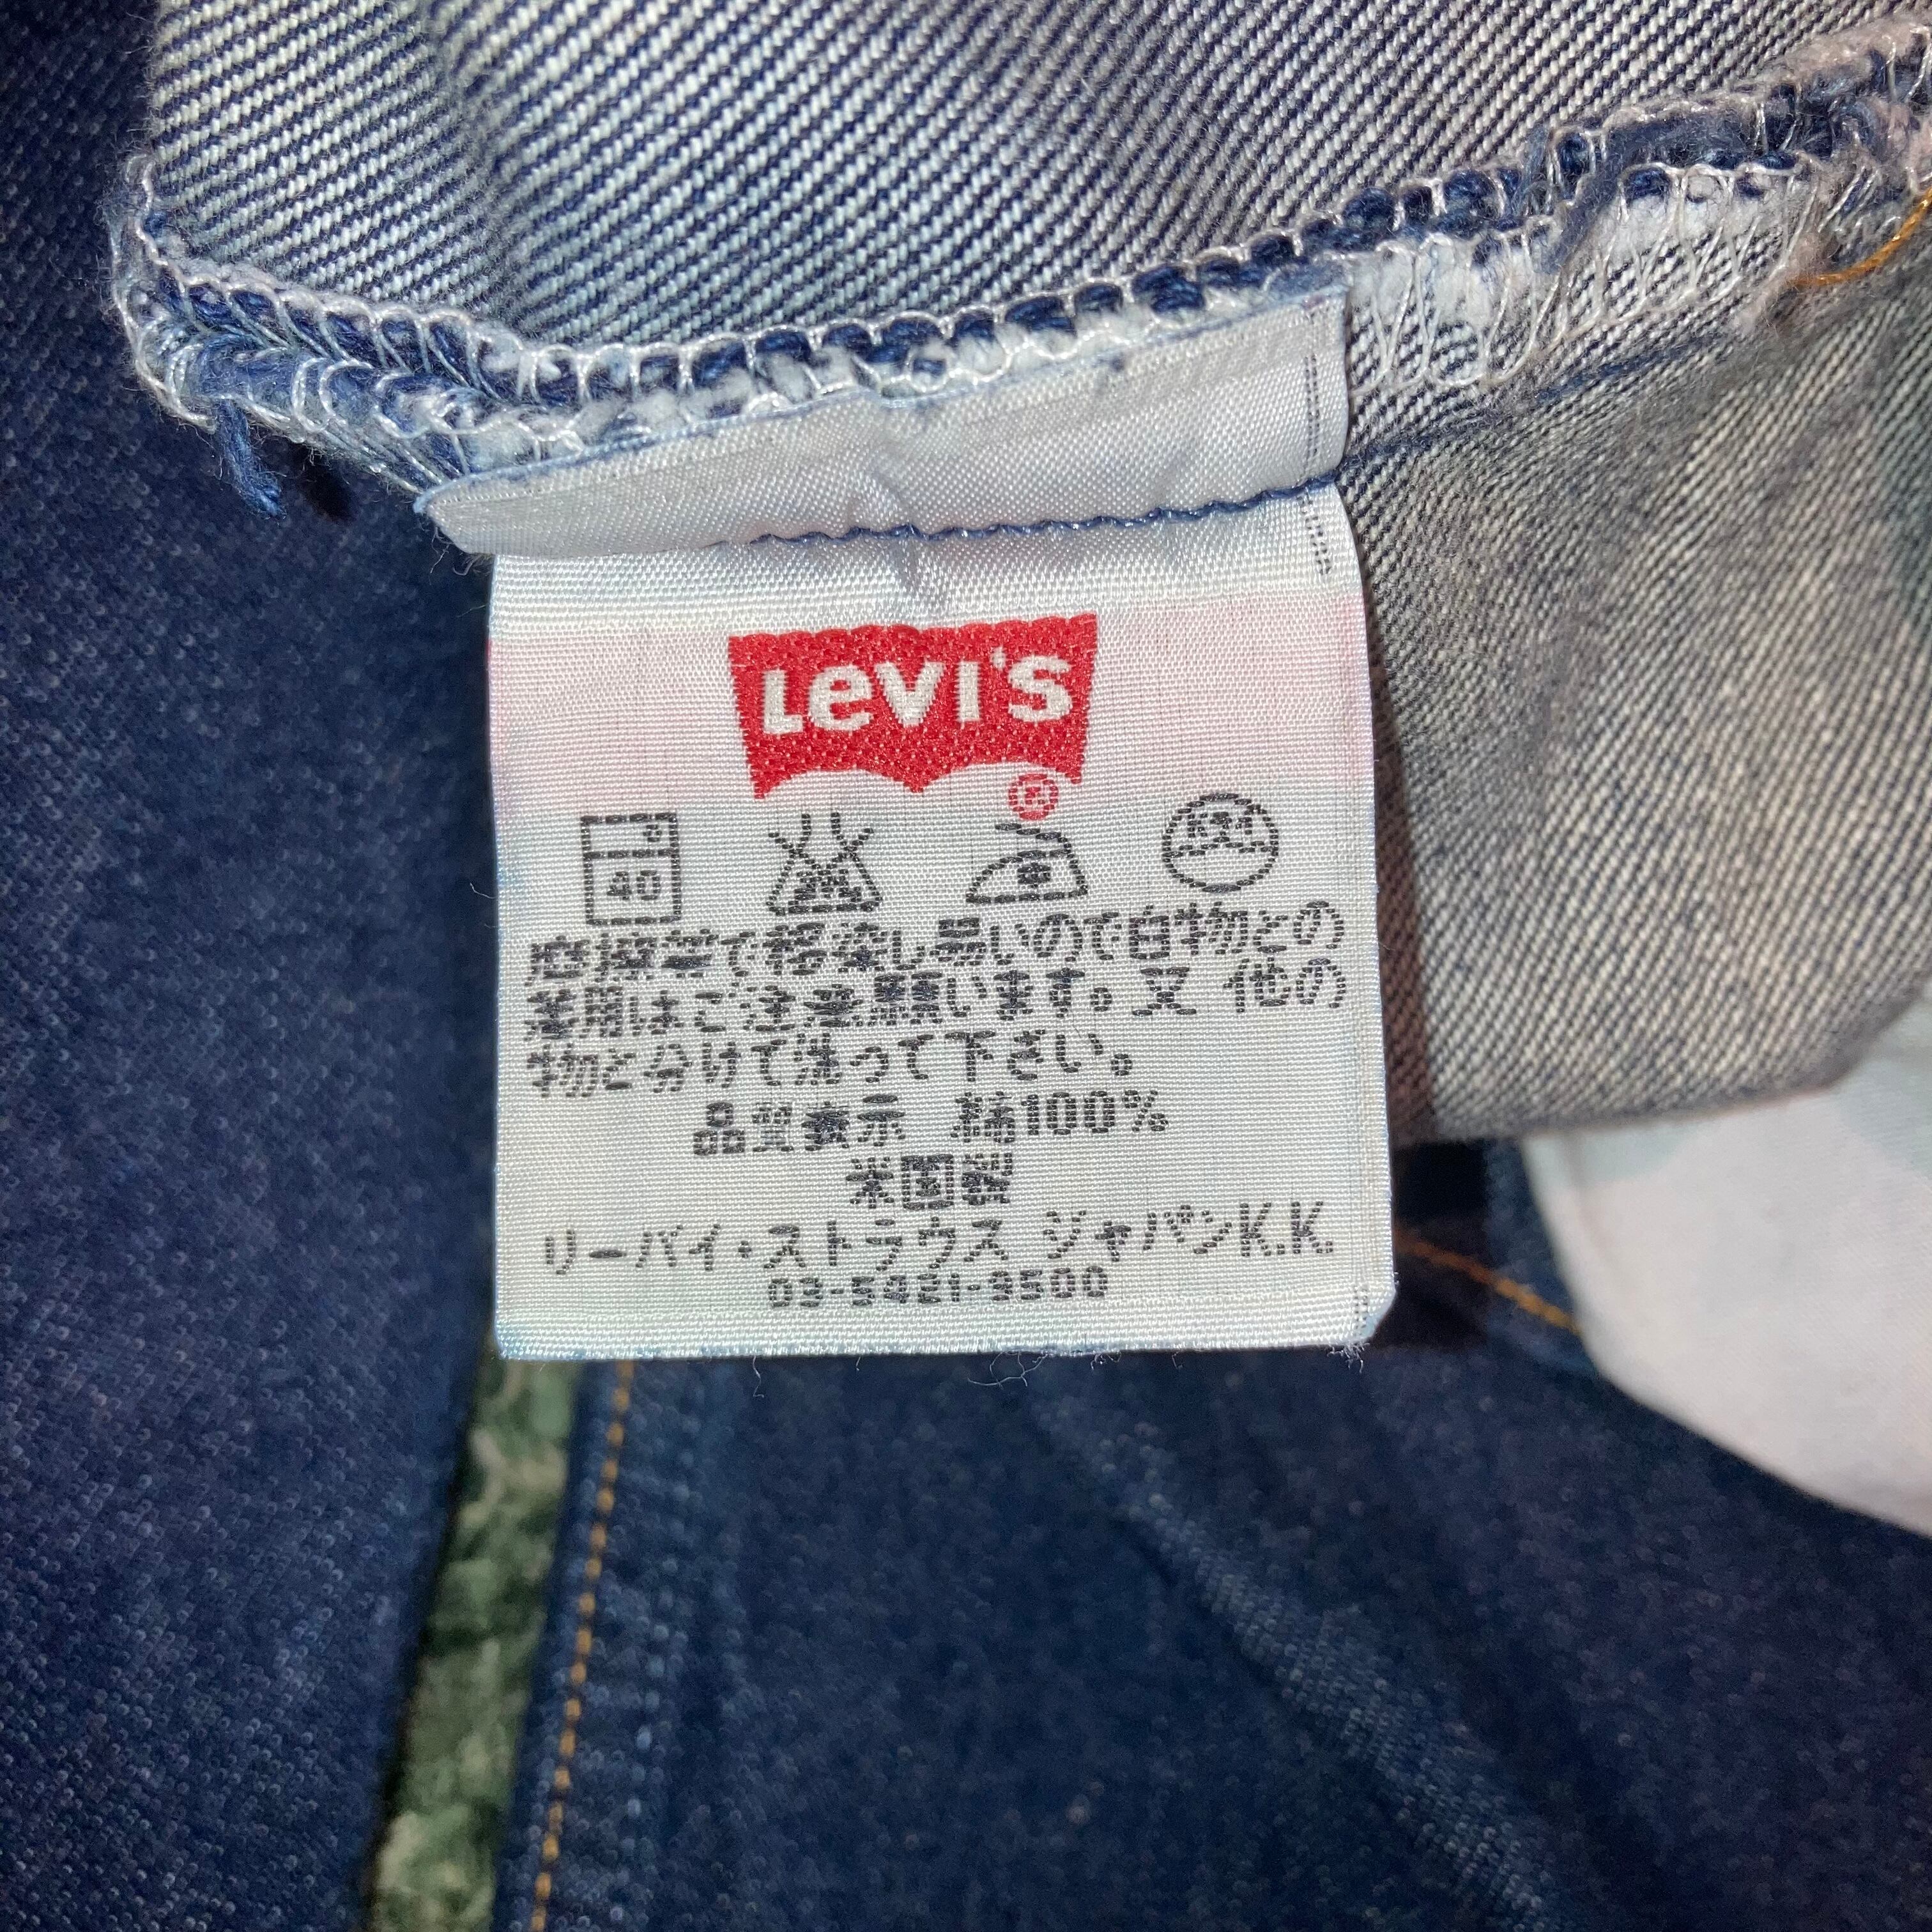 Levi's
®
40
摩擦等で移染し易いので白物との
着用はご注意願います。又 他の
物と分けて洗って下さい。
品質表示 綿100%
米国製
リーバイ・ストラウス ジャパンK.K.
03-5421-9500